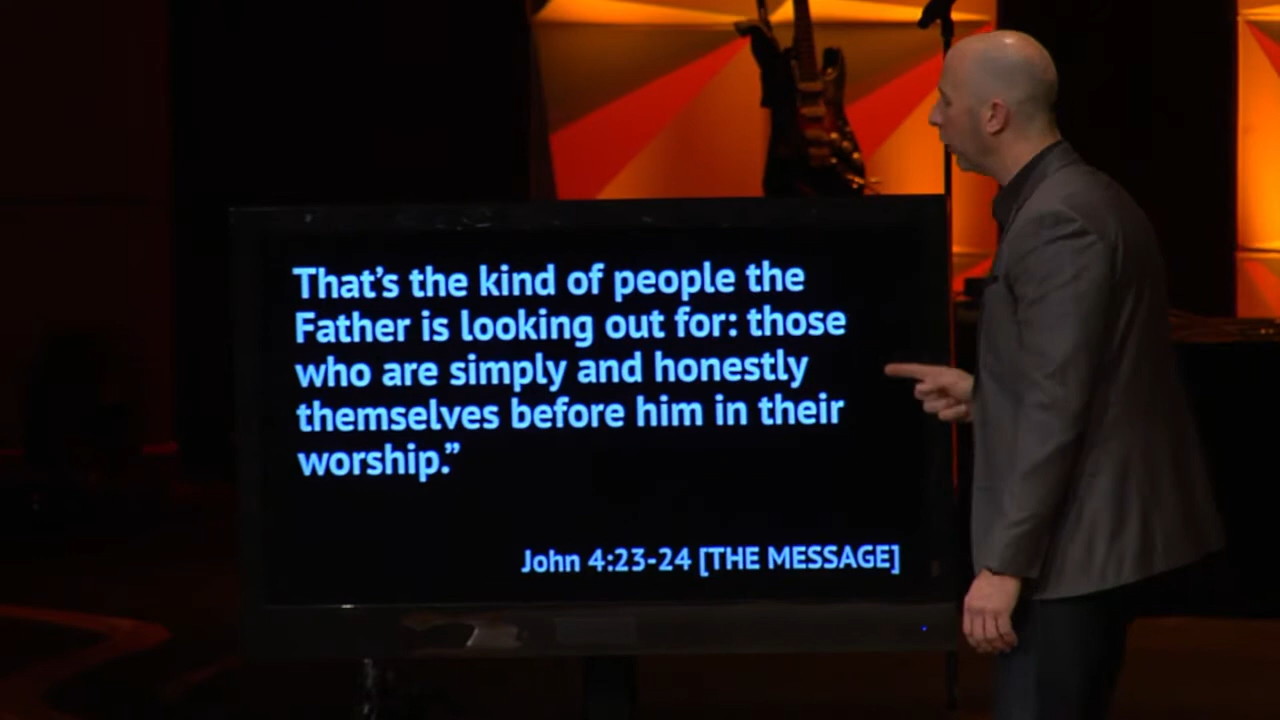 That’s the kind of people the
Father is looking out for: those
who are simply and honestly
themselves before him in their
worship.”
John 4:23-24 [THE MESSAGE]